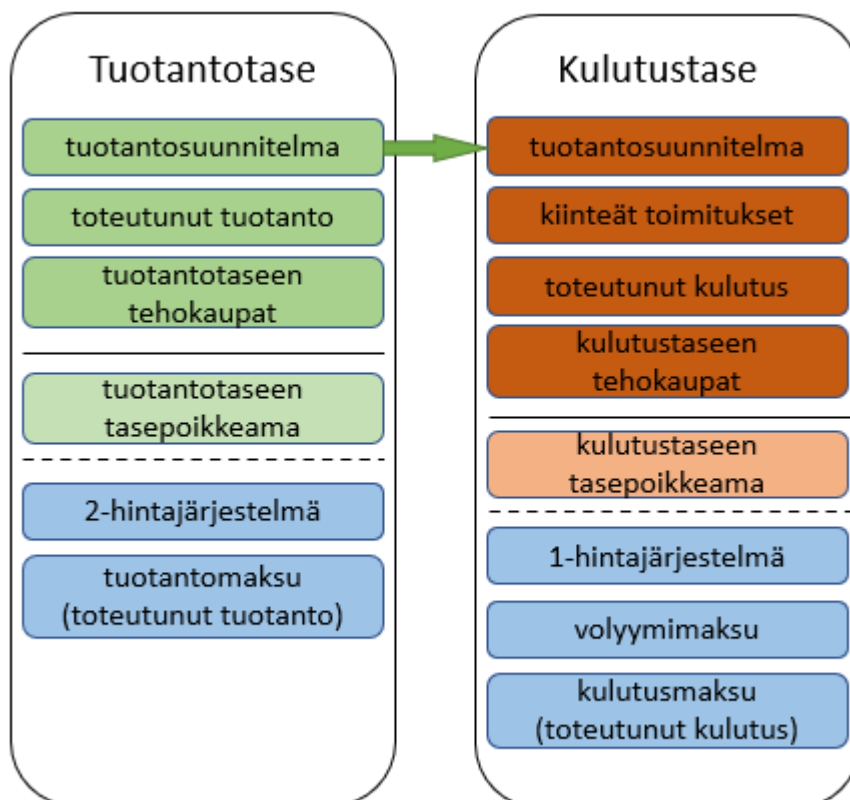 Tuotantotase
tuotantosuunnitelma
toteutunut tuotanto
tuotantotaseen
tehokaupat
tuotantotaseen
tasepoikkeama
2-hintajärjestelmä
tuotantomaksu
(toteutunut tuotanto)
Kulutustase
tuotantosuunnitelma
kiinteät toimitukset
toteutunut kulutus
kulutustaseen
tehokaupat
kulutustaseen
tasepoikkeama
1-hintajärjestelmä
volyymimaksu
kulutusmaksu
(toteutunut kulutus)